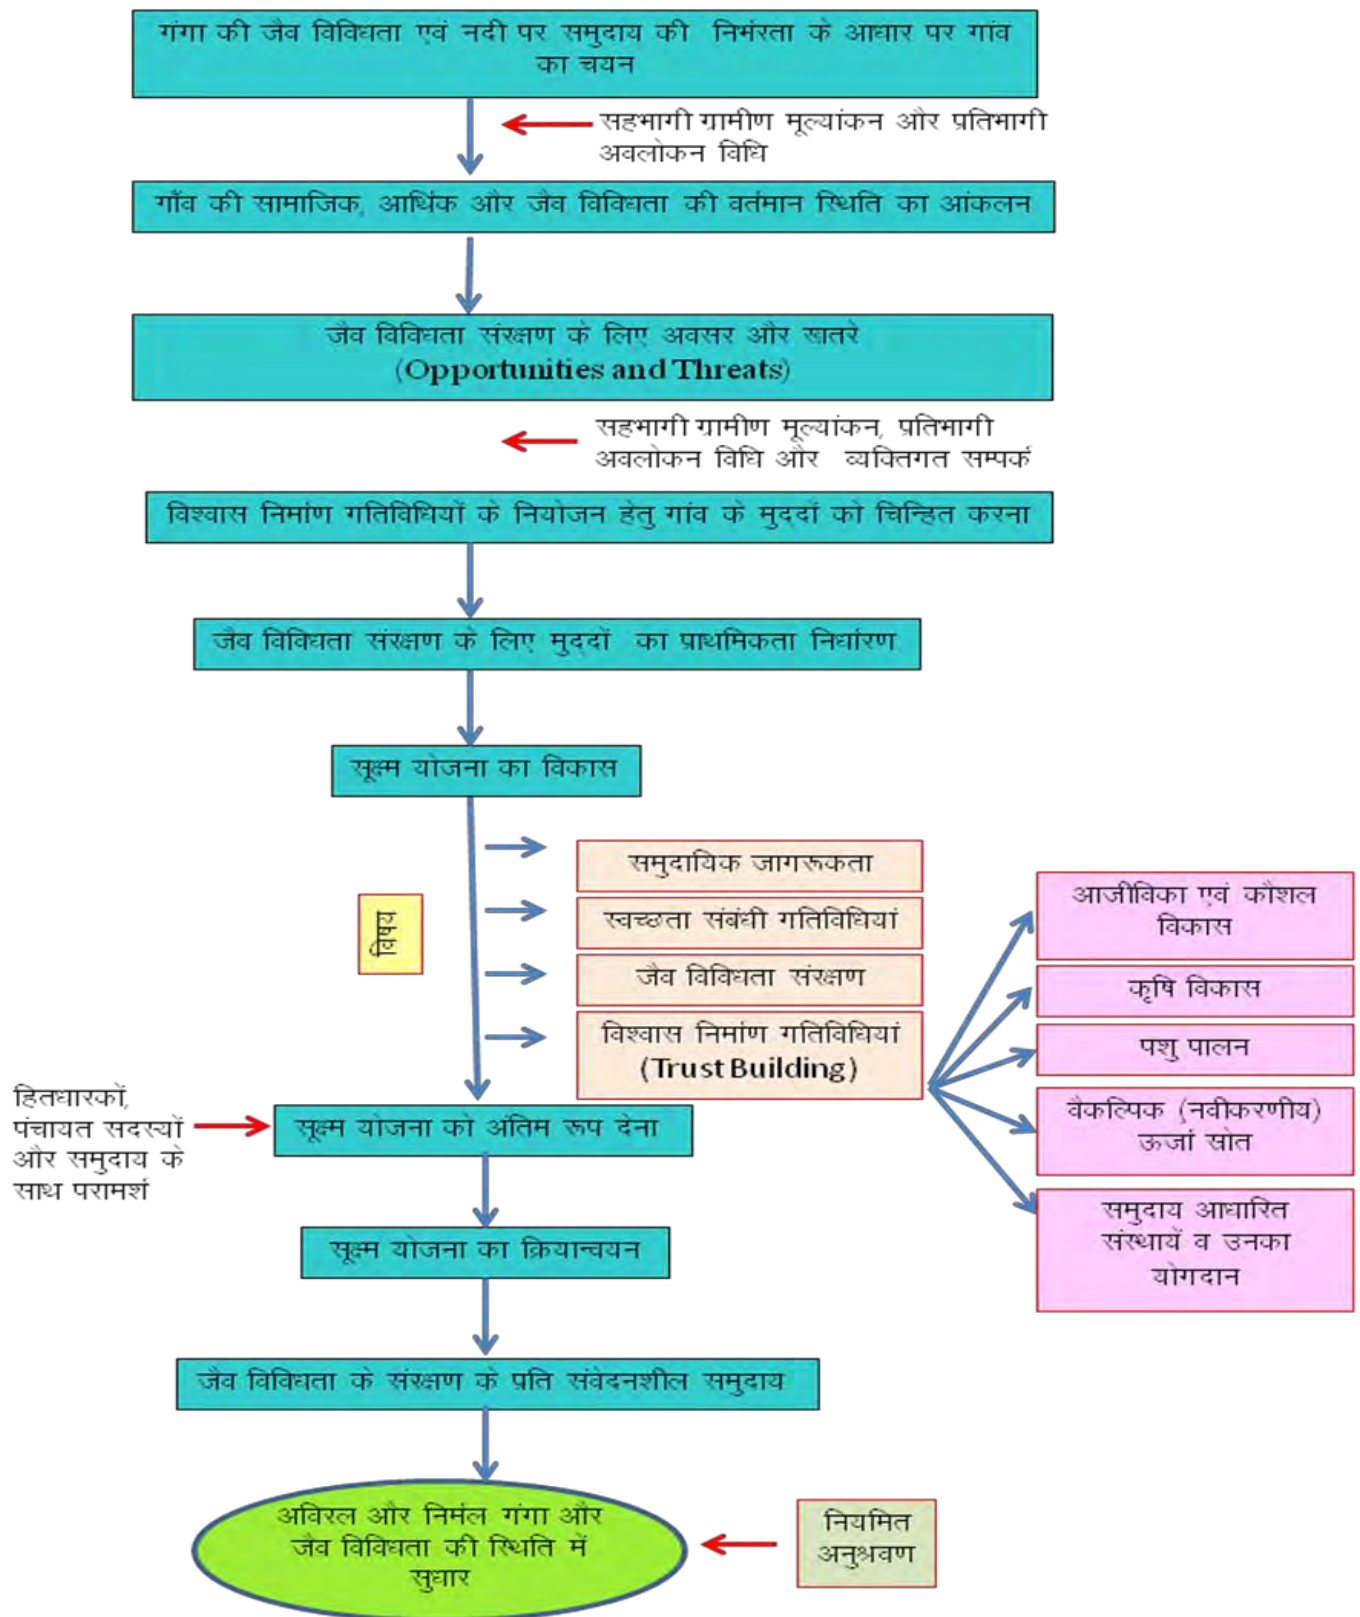 गंगा की जैव विविधता एवं नदी पर समुदाय की निर्भरता के आधार पर गांव
का चयन
सहभागी ग्रामीण मूल्यांकन और प्रतिभागी
अवलोकन विधि
गाँव की सामाजिक, आर्थिक और जैव विविधता की वर्तमान स्थिति का आंकलन
जैव विविधता संरक्षण के लिए अवसर और खतरे
(Opportunities and Threats)
सहभागी ग्रामीण मूल्यांकन, प्रतिभागी
अवलोकन विधि और व्यक्तिगत सम्पर्क
विश्वास निर्माण गतिविधियों के नियोजन हेतु गांव के मुद्दों को चिन्हित करना
जैव विविधता संरक्षण के लिए मुद्दों का प्राथमिकता निर्धारण
सूक्ष्म योजना का विकास
विषय
समुदायिक जागरूकता
स्वच्छता संबंधी गतिविधियां
जैव विविधता संरक्षण
विश्वास निर्माण गतिविधियां
(Trust Building)
आजीविका एवं कौशल
विकास
कृषि विकास
पशु पालन
वैकल्पिक (नवीकरणीय)
ऊर्जा स्रोत
समुदाय आधारित
संस्थायें व उनका
योगदान
हितधारकों,
पंचायत सदस्यों
और समुदाय के
साथ परामर्श
सूक्ष्म योजना को अंतिम रूप देना
सूक्ष्म योजना का क्रियान्वयन
जैव विविधता के संरक्षण के प्रति संवेदनशील समुदाय
अविरल और निर्मल गंगा और
जैव विविधता की स्थिति में
सुधार
नियमित
अनुश्रवण